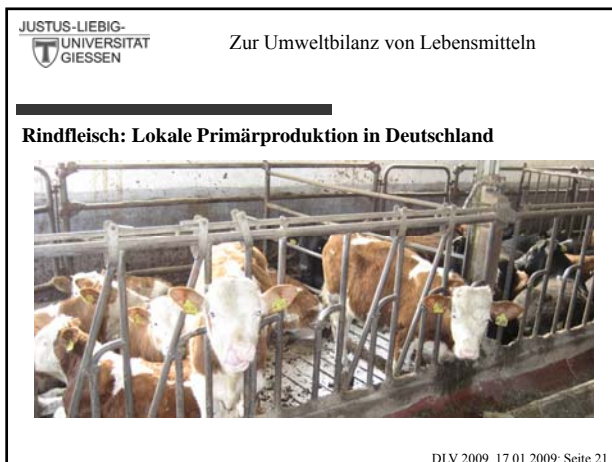 JUSTUS-LIEBIG-
UNIVERSITAT
GIESSEN
Zur Umweltbilanz von Lebensmitteln
Rindfleisch: Lokale Primärproduktion in Deutschland
DLV 2009, 17.01.2009; Seite 21